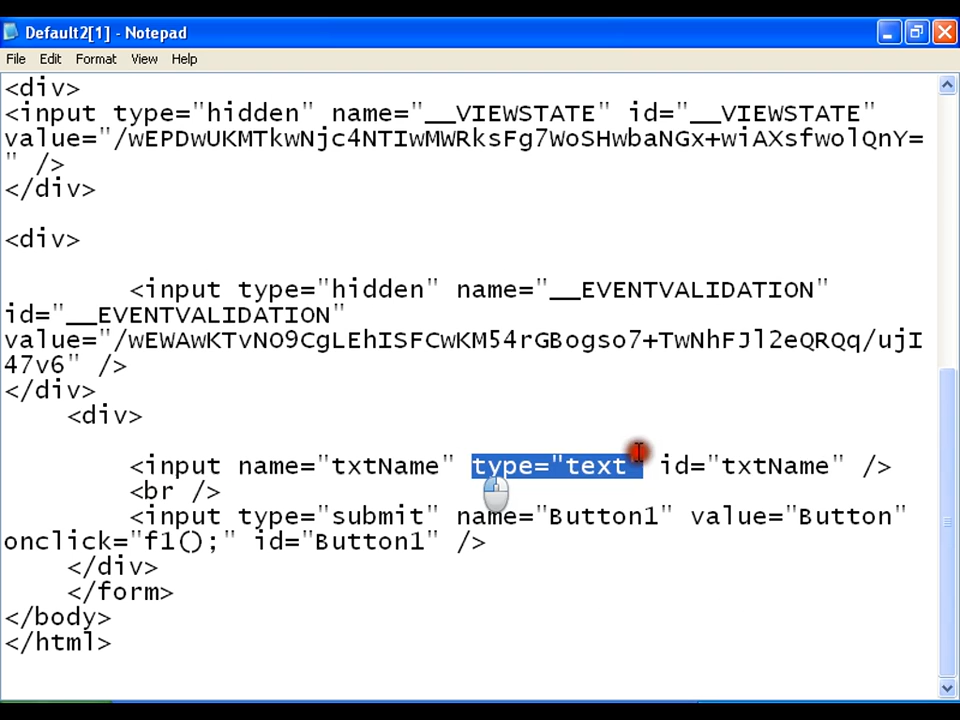 Default2[1] - Notepad
File Edit Format View Help
<div>
<input type="hidden" name="__VIEWSTATE" id="__VIEWSTATE"
value="/wEPDwUKMTkwNjc4NTIwMWRksFg7WoSHwbaNGx+wiAXsfwolQnY=
" />
</div>
<div>
<input type="hidden" name="__EVENTVALIDATION"
id="__EVENTVALIDATION"
value="/wEWAwKTvNO9CgLEhISFCwKM54rGBogso7+TwNhFJl2eQRQq/ujI
47v6" />
</div>
<div>
<input name="txtName" type="text" id="txtName" />
<br />
<input type="submit" name="Button1" value="Button"
onclick="f1();" id="Button1" />
</div>
</form>
</body>
</html>